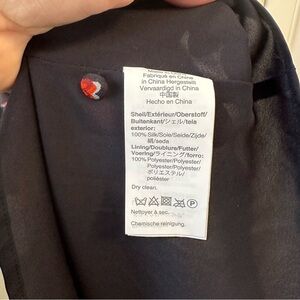 Fabriqué en Chine
in China Hergestellt
Vervaardigd in China
中国製
Hecho en China
Shell/Extérieur/Oberstoff/
Buitenkant/シェル/tela
exterior:
100% Silk/Soie/Seide/Zijde/
絹/seda
Lining/Doublure/Futter/
Voering/ライニング/forro:
100% Polyester/Polyester/
Polyester/Polyester/
ポリエステル/
poliéster
Dry clean.
P
Nettoyer à sec.
Chemische reinigung.